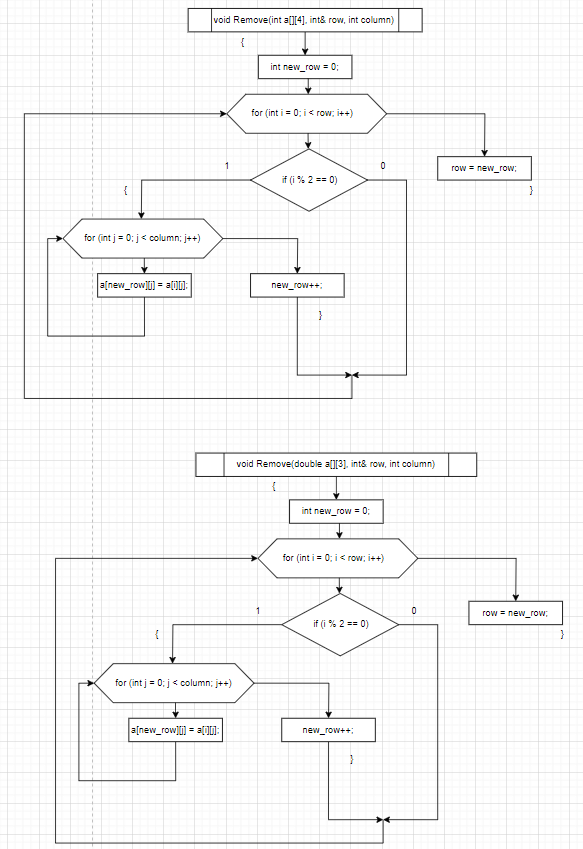 void Remove(int a[][4], int& row, int column)
{
int new_row = 0;
for (int i = 0; i < row; i++)
row = new_row;
}
1
0
if (i % 2 == 0)
{
for (int j = 0; j < column; j++)
a[new_row][j] = a[i][j];
new_row++;
}
void Remove(double a[][3], int& row, int column)
{
int new_row = 0;
for (int i = 0; i < row; i++)
row = new_row;
}
1
0
if (i % 2 == 0)
{
for (int j = 0; j < column; j++)
a[new_row][j] = a[i][j];
new_row++;
}